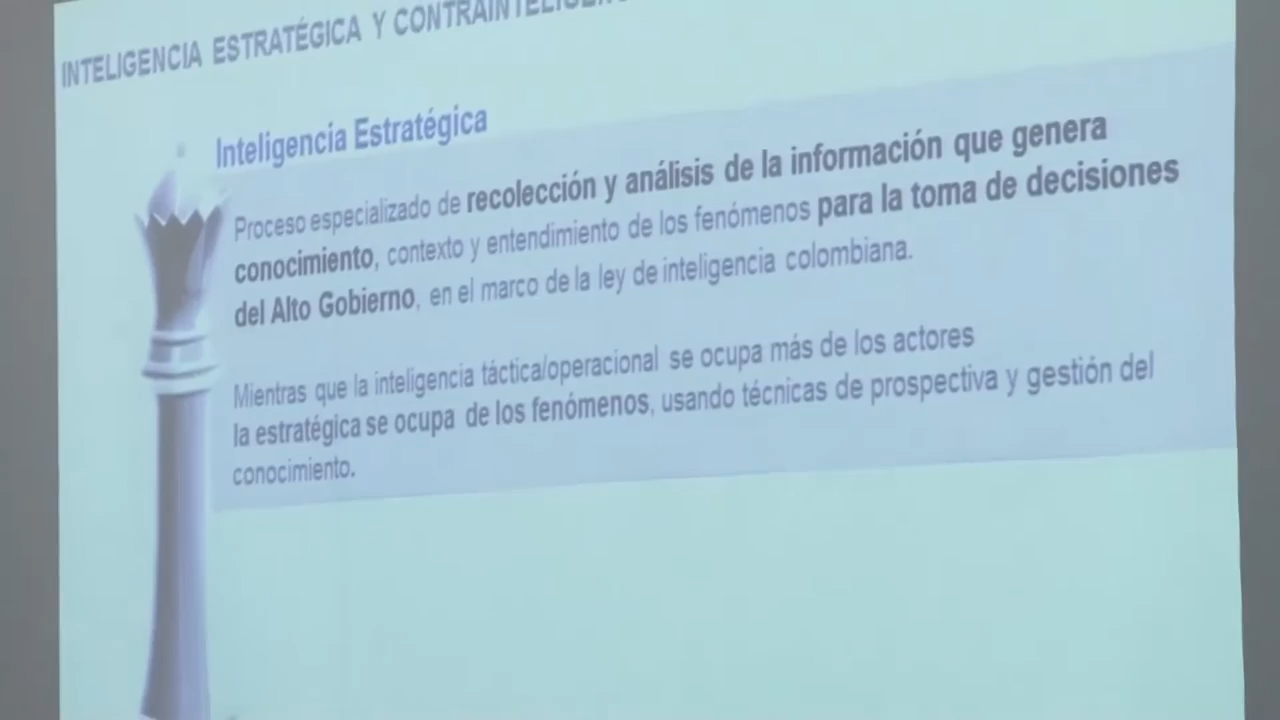 INTELIGENCIA ESTRATÉGICA Y
Inteligencia Estratégica
Proceso especializado de recolección y análisis de la información que genera
conocimiento, contexto y entendimiento de los fenómenos para la toma de decisiones
del Alto Gobierno, en el marco de la ley de inteligencia colombiana.
Mientras que la inteligencia táctica/operacional se ocupa más de los actores
la estratégica se ocupa de los fenómenos, usando técnicas de prospectiva y gestión del
conocimiento.